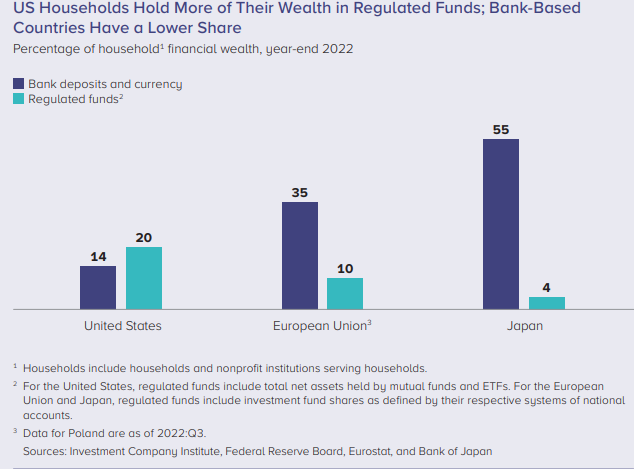 US Households Hold More of Their Wealth in Regulated Funds; Bank-Based
Countries Have a Lower Share
Percentage of household¹ financial wealth, year-end 2022
Bank deposits and currency
Regulated funds²
14
20
35
10
55
4
United States
European Union³
Japan
¹ Households include households and nonprofit institutions serving households.
² For the United States, regulated funds include total net assets held by mutual funds and ETFs. For the European
Union and Japan, regulated funds include investment fund shares as defined by their respective systems of national
accounts.
³ Data for Poland are as of 2022:Q3.
Sources: Investment Company Institute, Federal Reserve Board, Eurostat, and Bank of Japan